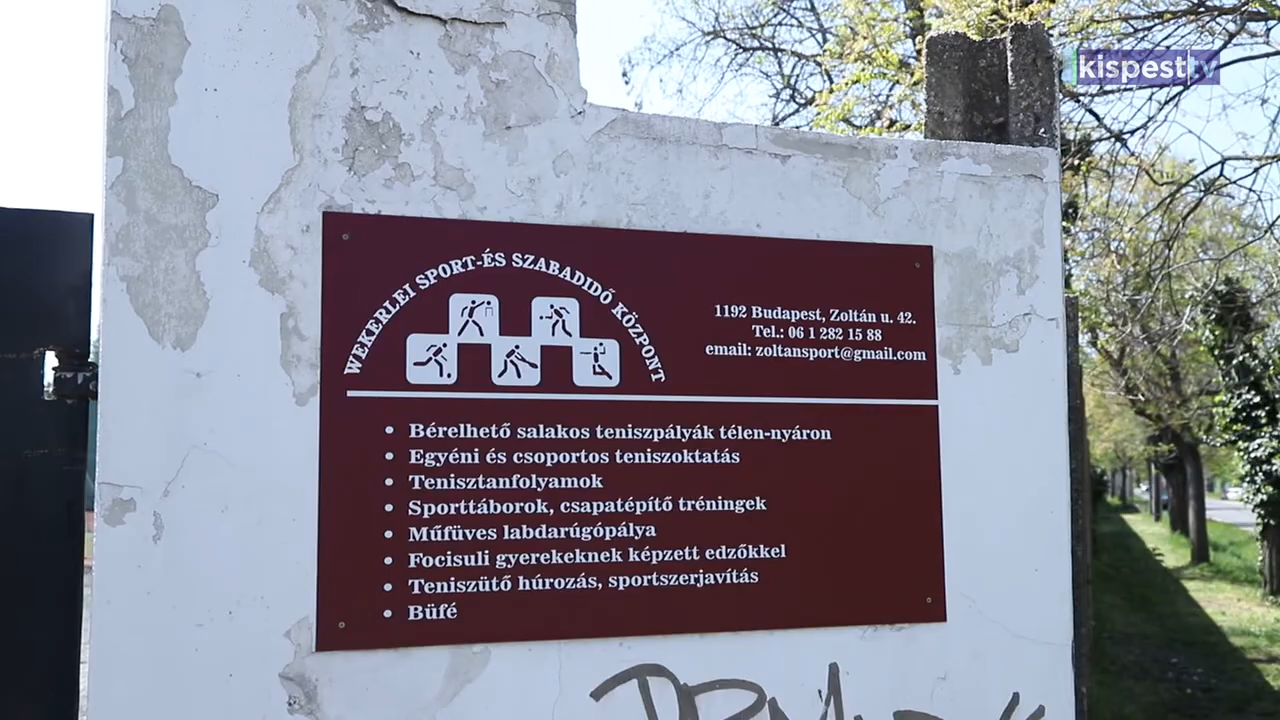 kispest tv
WEKERLEI SPORT-ÉS SZABADIDŐ KÖZPONT
1192 Budapest, Zoltán u. 42.
Tel.: 06 1 282 15 88
email: zoltansport@gmail.com
• Bérelhető salakos teniszpályák télen-nyáron
• Egyéni és csoportos teniszoktatás
• Tenisztanfolyamok
• Sporttáborok, csapatépítő tréningek
• Műfüves labdarúgópálya
• Focisuli gyerekeknek képzett edzőkkel
• Teniszütő húrozás, sportszerjavítás
• Büfé